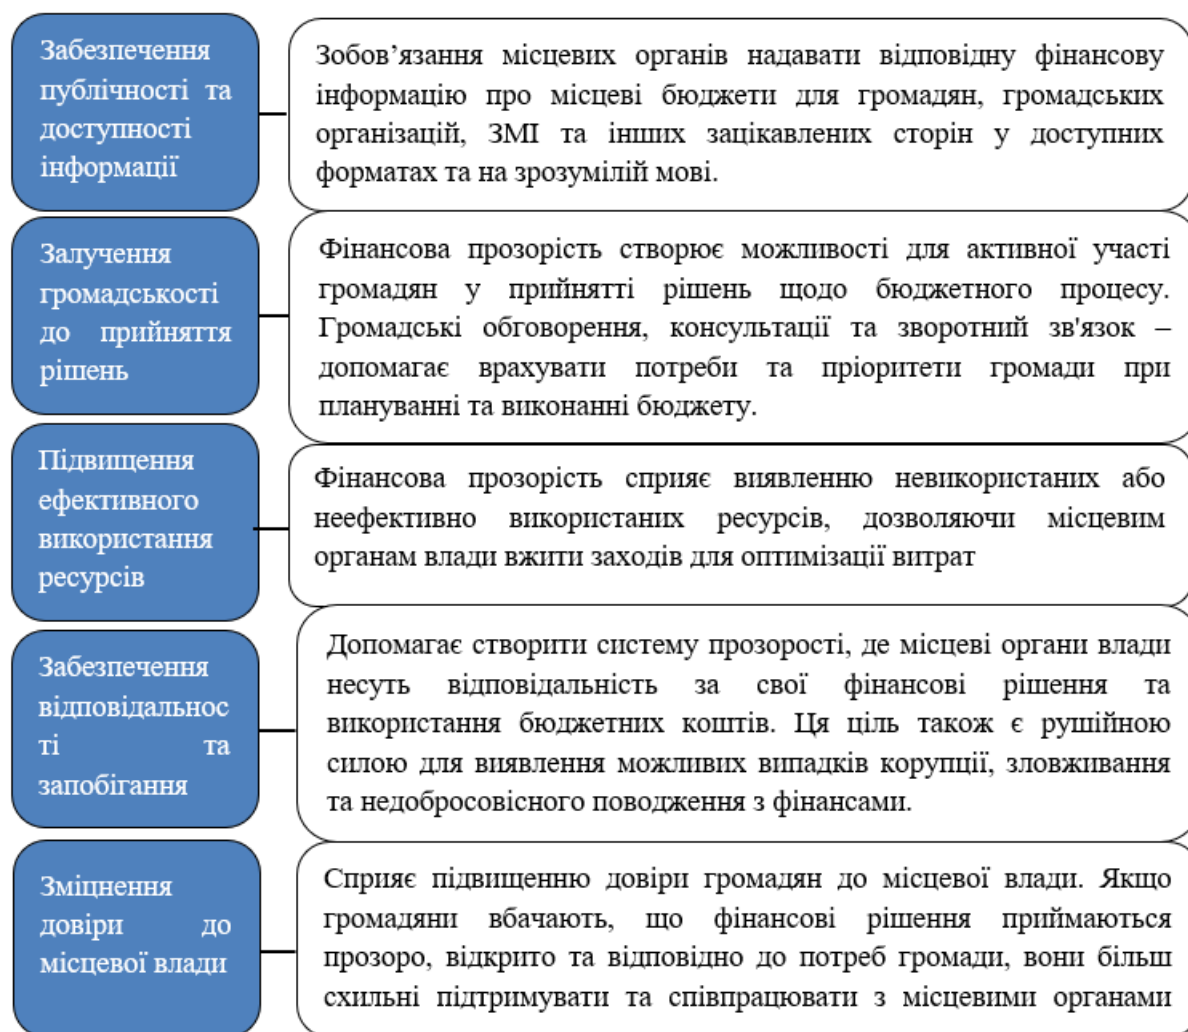 Забезпечення
публічності та
доступності
інформації
Зобов’язання місцевих органів надавати відповідну фінансову
інформацію про місцеві бюджети для громадян, громадських
організацій, ЗМІ та інших зацікавлених сторін у доступних
форматах та на зрозумілій мові.
Залучення
громадськості
до прийняття
рішень
Фінансова прозорість створює можливості для активної участі
громадян у прийнятті рішень щодо бюджетного процесу.
Громадські обговорення, консультації та зворотний зв'язок –
допомагає врахувати потреби та пріоритети громади при
плануванні та виконанні бюджету.
Підвищення
ефективного
використання
ресурсів
Фінансова прозорість сприяє виявленню невикористаних або
неефективно використаних ресурсів, дозволяючи місцевим
органам влади вжити заходів для оптимізації витрат
Забезпечення
відповідальнос
ті та
запобігання
Допомагає створити систему прозорості, де місцеві органи влади
несуть відповідальність за свої фінансові рішення та
використання бюджетних коштів. Ця ціль також є рушійною
силою для виявлення можливих випадків корупції, зловживання
та недобросовісного поводження з фінансами.
Зміцнення
довіри до
місцевої влади
Сприяє підвищенню довіри громадян до місцевої влади. Якщо
громадяни вбачають, що фінансові рішення приймаються
прозоро, відкрито та відповідно до потреб громади, вони більш
схильні підтримувати та співпрацювати з місцевими органами